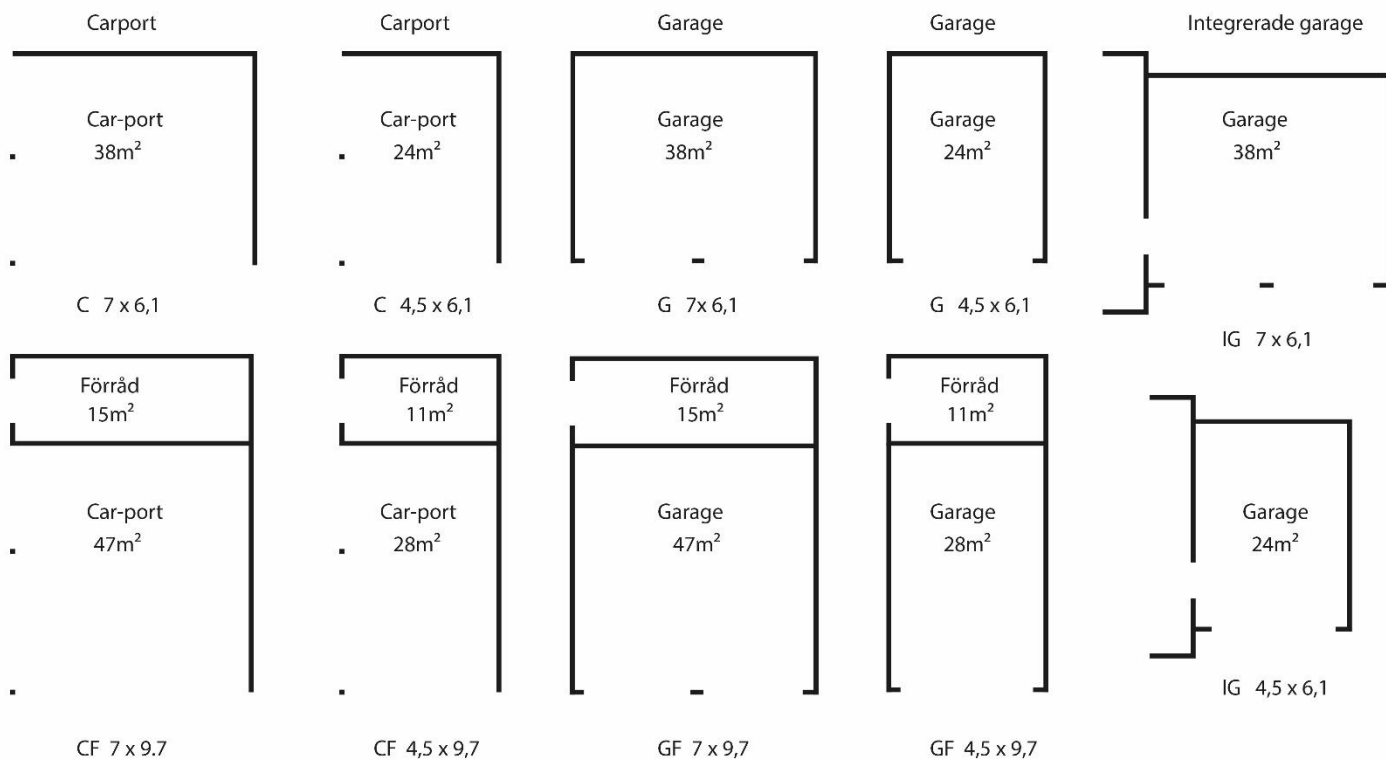 Carport
Carport
Garage
Garage
Integrerade garage
Car-port
38m²
Car-port
24m²
Garage
38m²
Garage
24m²
Garage
38m²
C 7 x 6,1
C 4,5 x 6,1
G 7x 6,1
G 4,5 x 6,1
IG 7 x 6,1
Förråd
15m²
Förråd
11m²
Förråd
15m²
Förråd
11m²
Car-port
47m²
Car-port
28m²
Garage
47m²
Garage
28m²
Garage
24m²
IG 4,5 x 6,1
CF 7 x 9.7
CF 4,5 x 9,7
GF 7 x 9,7
GF 4,5 x 9,7